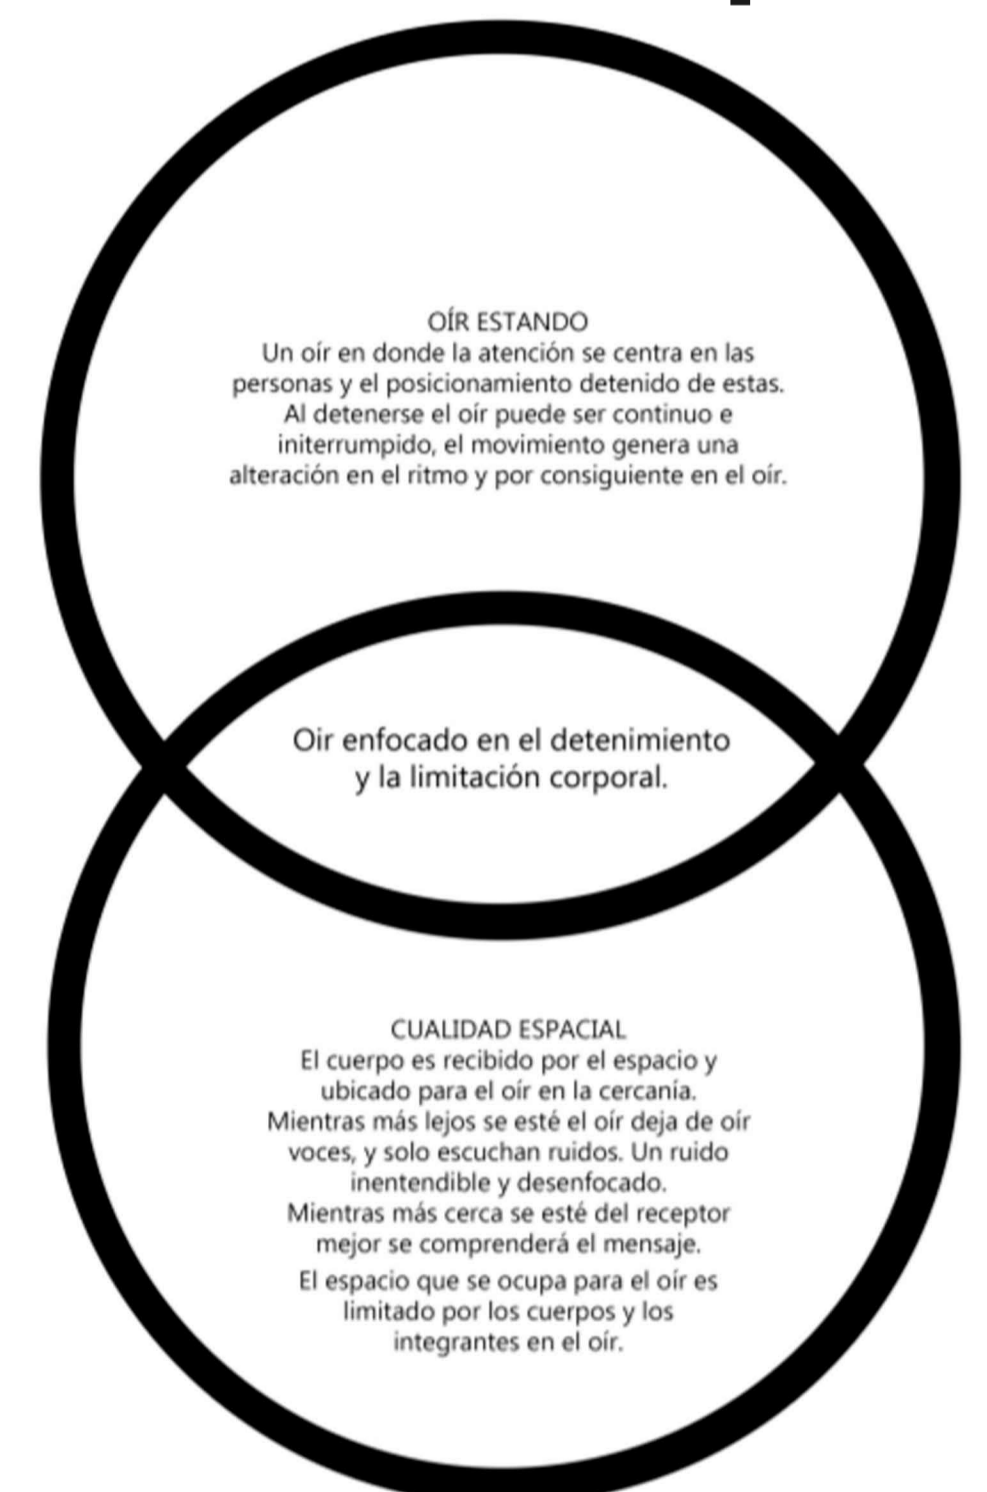 OÍR ESTANDO
Un oír en donde la atención se centra en las
personas y el posicionamiento detenido de estas.
Al detenerse el oír puede ser continuo e
initerrumpido, el movimiento genera una
alteración en el ritmo y por consiguiente en el oír.
Oir enfocado en el detenimiento
y la limitación corporal.
CUALIDAD ESPACIAL
El cuerpo es recibido por el espacio y
ubicado para el oír en la cercanía.
Mientras más lejos se esté el oír deja de oír
voces, y solo escuchan ruidos. Un ruido
inentendible y desenfocado.
Mientras más cerca se esté del receptor
mejor se comprenderá el mensaje.
El espacio que se ocupa para el oír es
limitado por los cuerpos y los
integrantes en el oír.